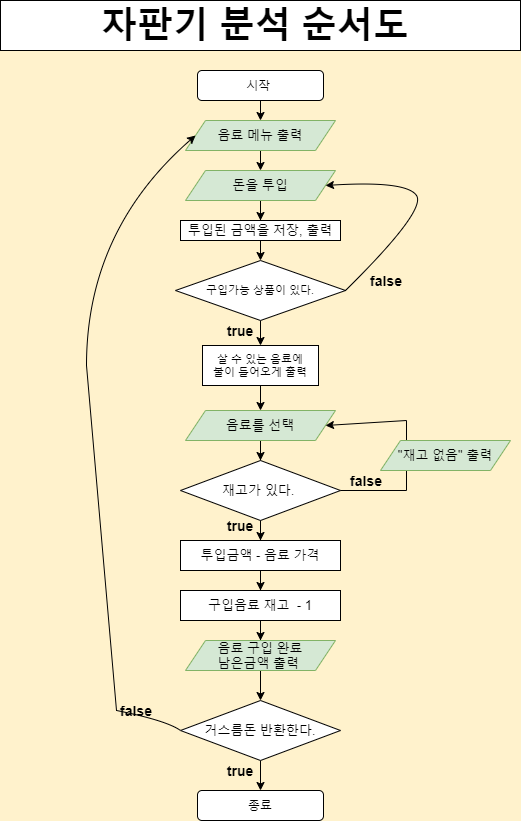 자판기 분석 순서도
시작
음료 메뉴 출력
돈을 투입
투입된 금액을 저장, 출력
구입가능 상품이 있다.
false
true
살 수 있는 음료에
불이 들어오게 출력
음료를 선택
"재고 없음" 출력
재고가 있다.
false
true
투입금액 - 음료 가격
구입음료 재고 - 1
음료 구입 완료
남은금액 출력
false
거스름돈 반환한다.
true
종료